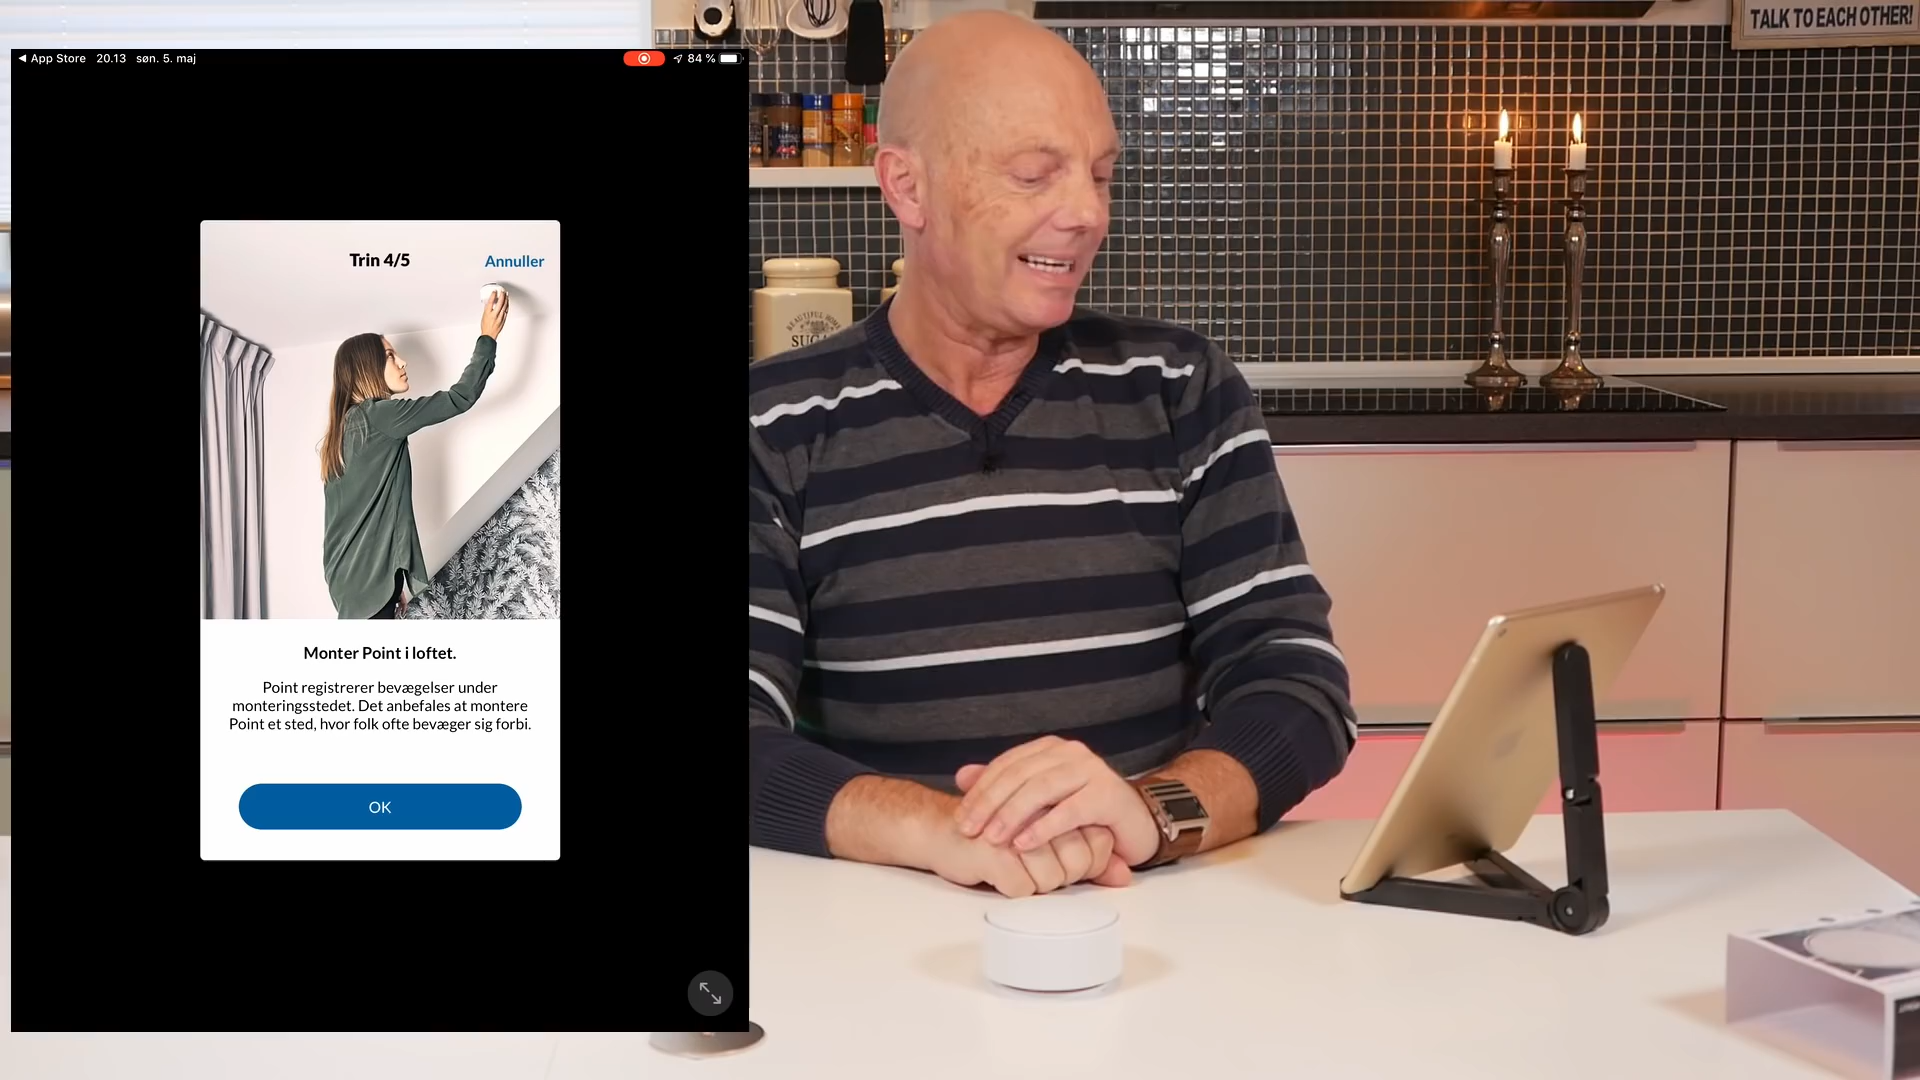 App Store 20.13 søn. 5. maj
84 %
Trin 4/5
Annuller
Monter Point i loftet.
Point registrerer bevægelser under
monteringsstedet. Det anbefales at montere
Point et sted, hvor folk ofte bevæger sig forbi.
OK
TALK TO EACH OTHER!
BEAUTIFUL HOME